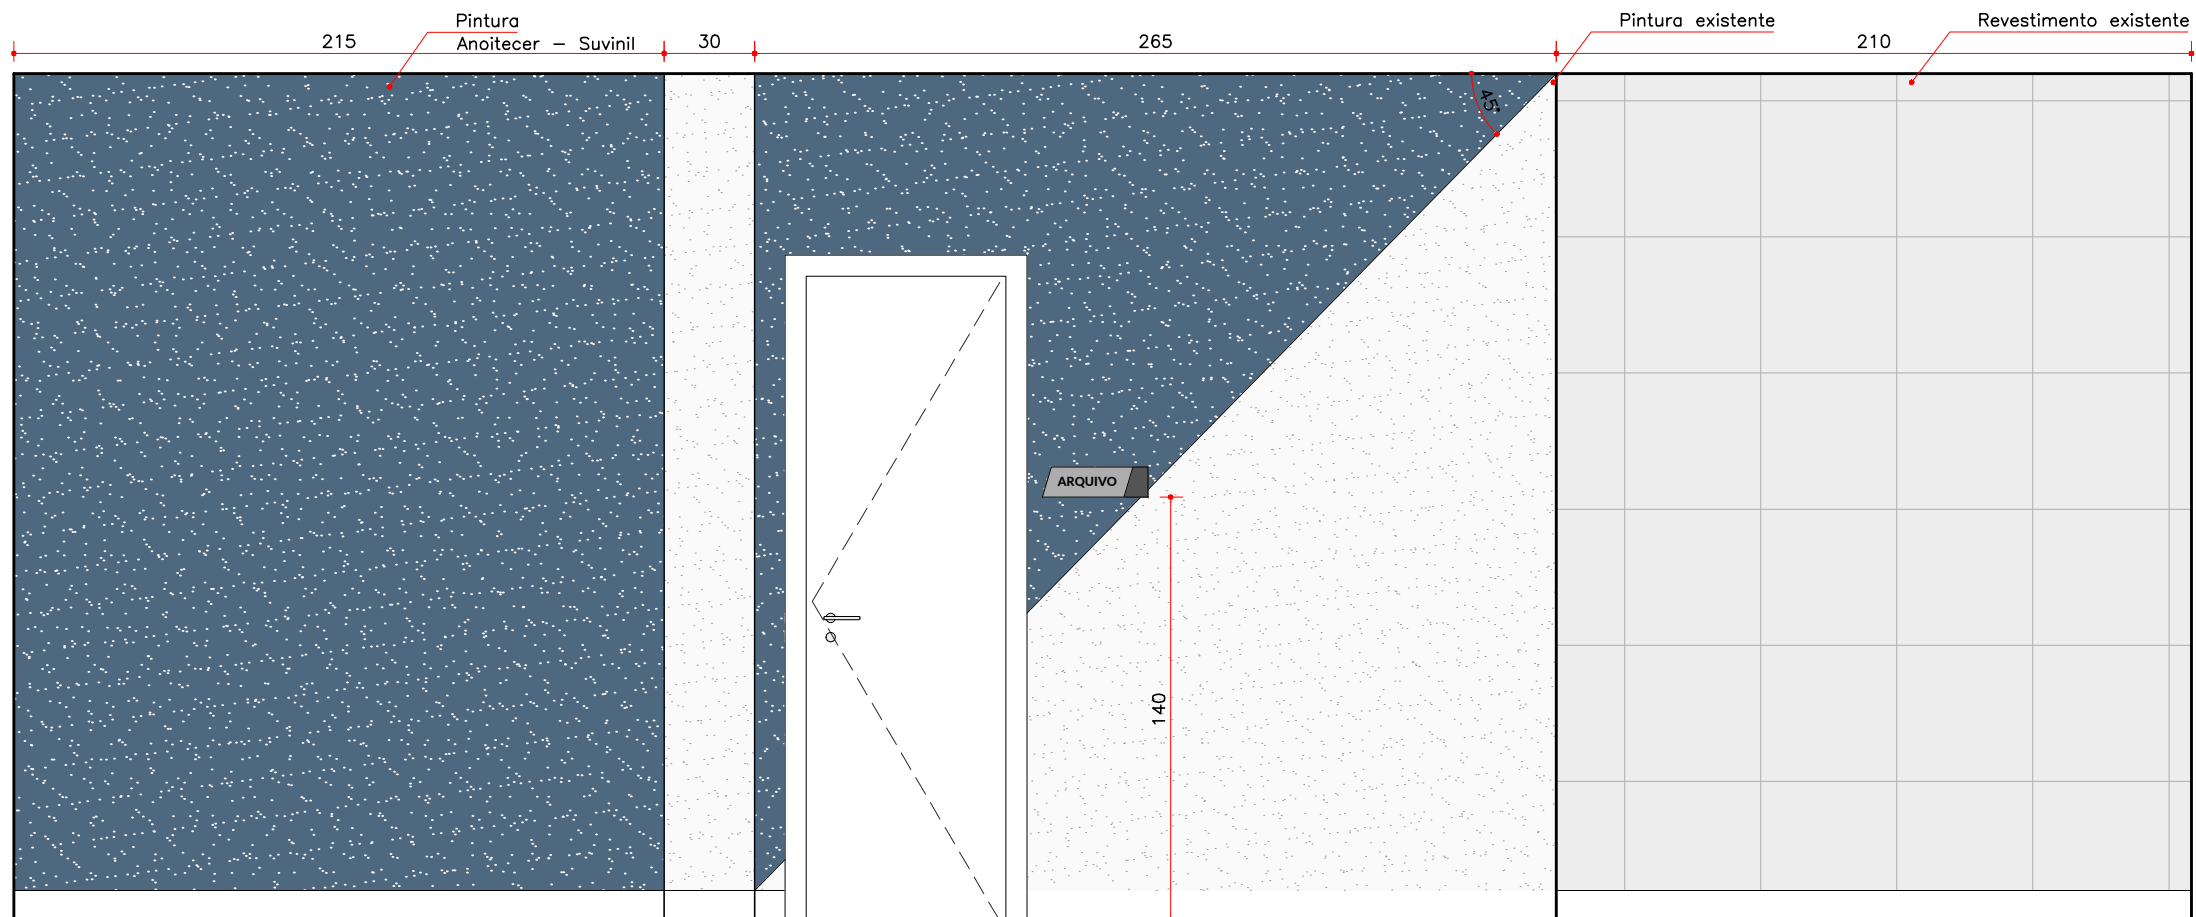 Pintura
Anoitecer – Suvinil
Pintura existente
Revestimento existente
215
30
265
210
45°
ARQUIVO
140